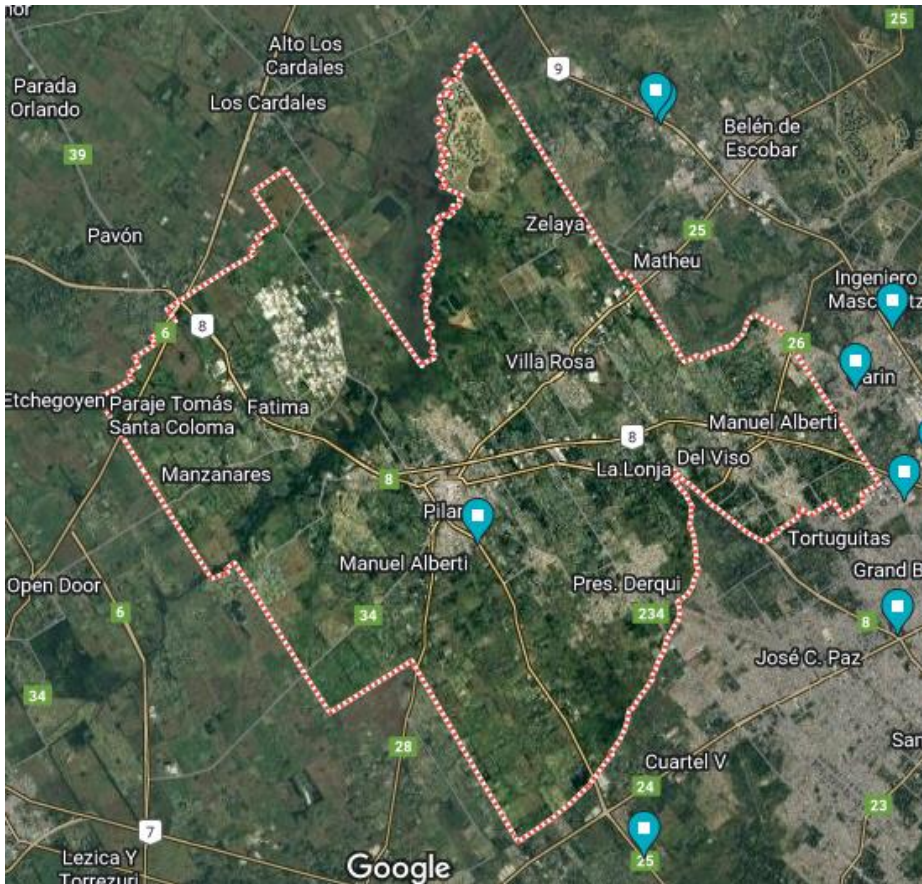 25
Alto Los
Cardales
9
Parada
Orlando
Los Cardales
Belén de
Escobar
39
Zelaya
25
Pavón
Matheu
Ingeniero
6
8
26
Villa Rosa
Etchegoyen
Paraje Tomás
Santa Coloma
Fatima
Manuel Alberti
8
Del Viso
La Lonja
Manzanares
8
Pilar
Tortuguitas
Manuel Alberti
Grand B
Open Door
Pres. Derqui
6
34
234
8
José C. Paz
34
28
Cuartel V
24
23
7
25
Lezica Y
Torrezuri
Google